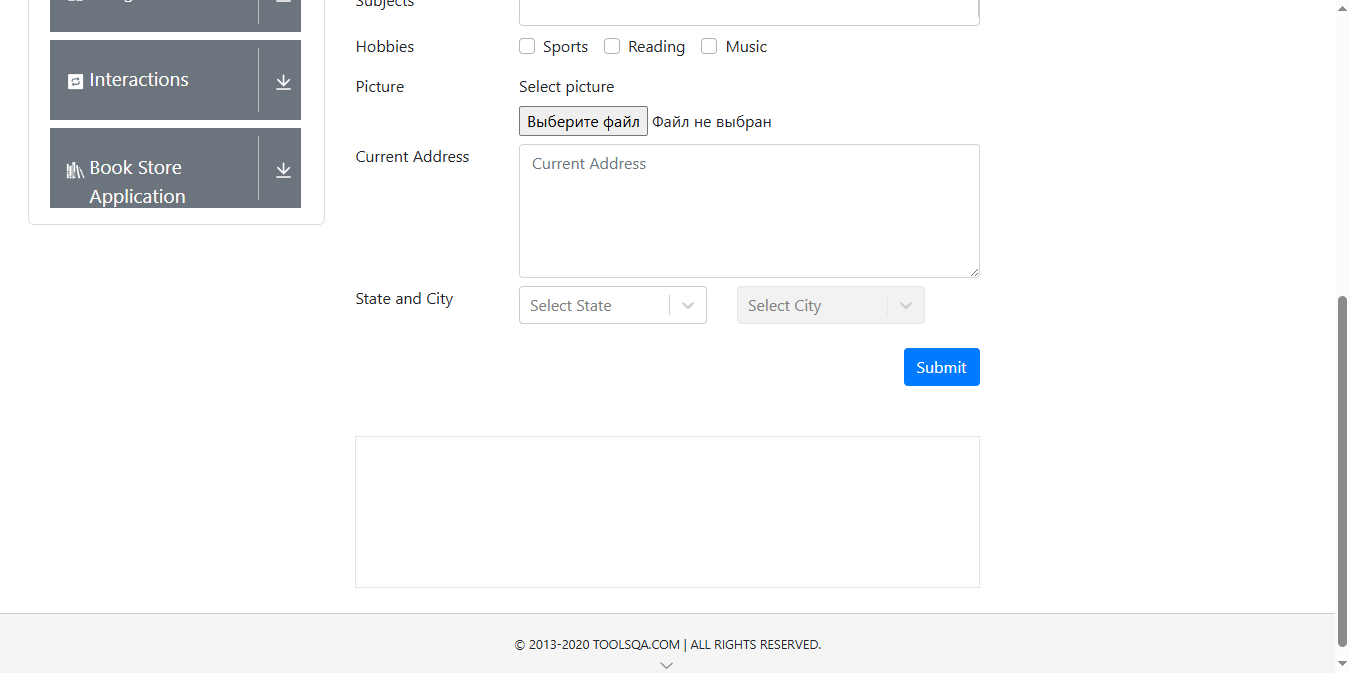 Subjects
Hobbies
Sports
Reading
Music
Interactions
Picture
Select picture
Выберите файл
Файл не выбран
Current Address
Current Address
Book Store
Application
State and City
Select State
Select City
Submit
© 2013-2020 TOOLSQA.COM | ALL RIGHTS RESERVED.